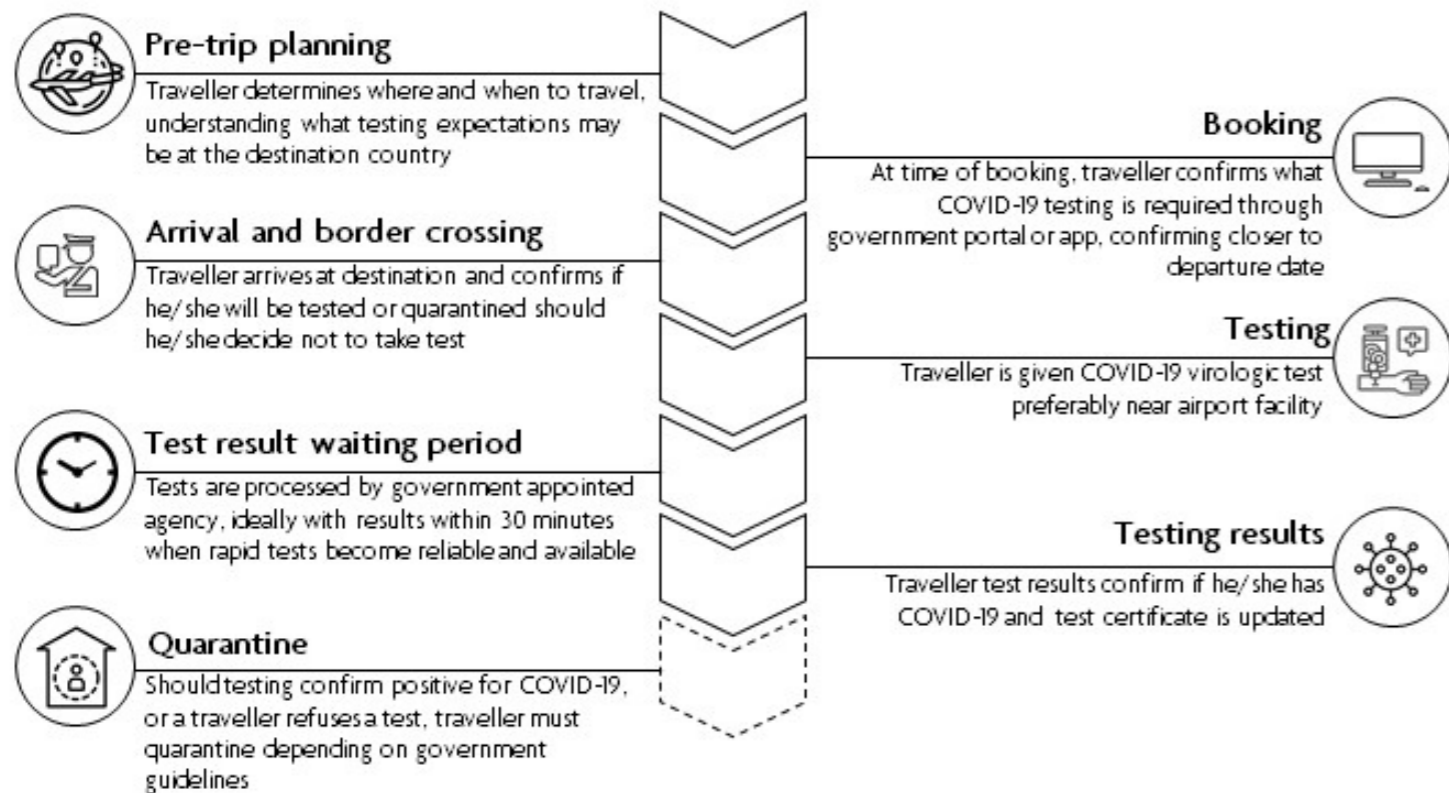 Pre-trip planning
Traveller determines where and when to travel,
understanding what testing expectations may
be at the destination country
Booking
At time of booking, traveller confirms what
COVID-19 testing is required through
government portal or app, confirming closer to
departure date
Arrival and border crossing
Traveller arrives at destination and confirms if
he/she will be tested or quarantined should
he/she decide not to take test
Testing
Traveller is given COVID-19 virologic test
preferably near airport facility
Test result waiting period
Tests are processed by government appointed
agency, ideally with results within 30 minutes
when rapid tests become reliable and available
Testing results
Traveller test results confirm if he/she has
COVID-19 and test certificate is updated
Quarantine
Should testing confirm positive for COVID-19,
or a traveller refuses a test, traveller must
quarantine depending on government
guidelines